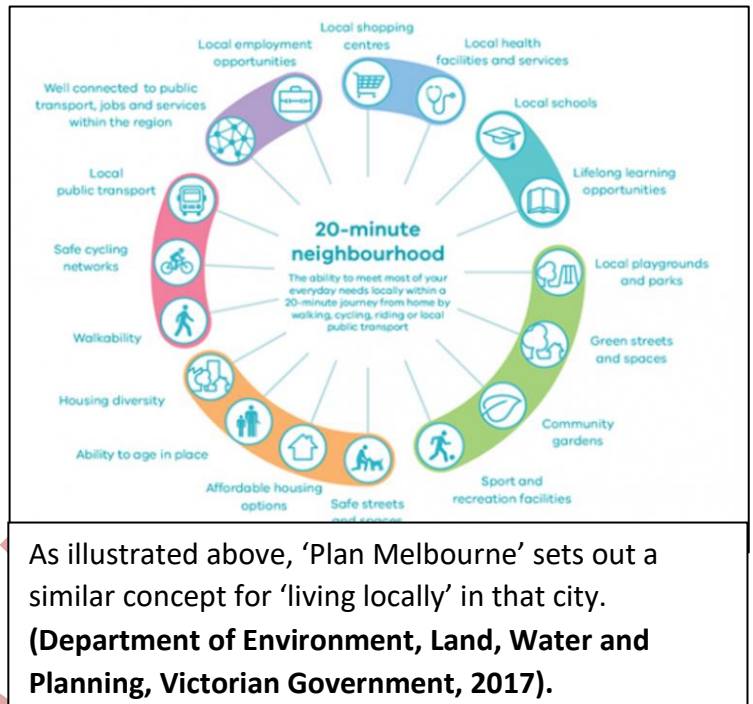 Local shopping
centres
Local health
facilities and services
Local schools
Lifelong learning
opportunities
Local playgrounds
and parks
Green streets
and spaces
Community
gardens
Sport and
recreation facilities
Safe streets
and spaces
Affordable housing
options
Ability to age in place
Housing diversity
Walkability
Safe cycling
networks
Local
public transport
Well connected to public
transport, jobs and services
within the region
Local employment
opportunities
20-minute
neighbourhood
The ability to meet most of your
everyday needs locally within a
20-minute journey from home by
walking, cycling, riding or local
public transport
As illustrated above, ‘Plan Melbourne’ sets out a
similar concept for ‘living locally’ in that city.
(Department of Environment, Land, Water and
Planning, Victorian Government, 2017).